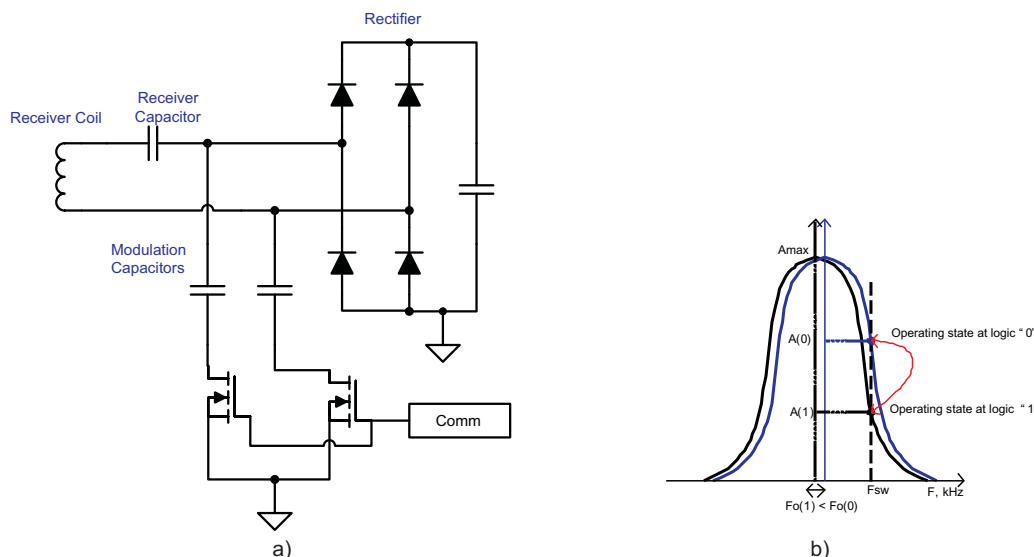 Rectifier
Receiver
Capacitor
Receiver Coil
Modulation
Capacitors
Comm
a)
Amax
A(0)
Operating state at logic “ 0”
A(1)
Operating state at logic “ 1
Fsw
F, kHz
Fo(1) < Fo(0)
b)